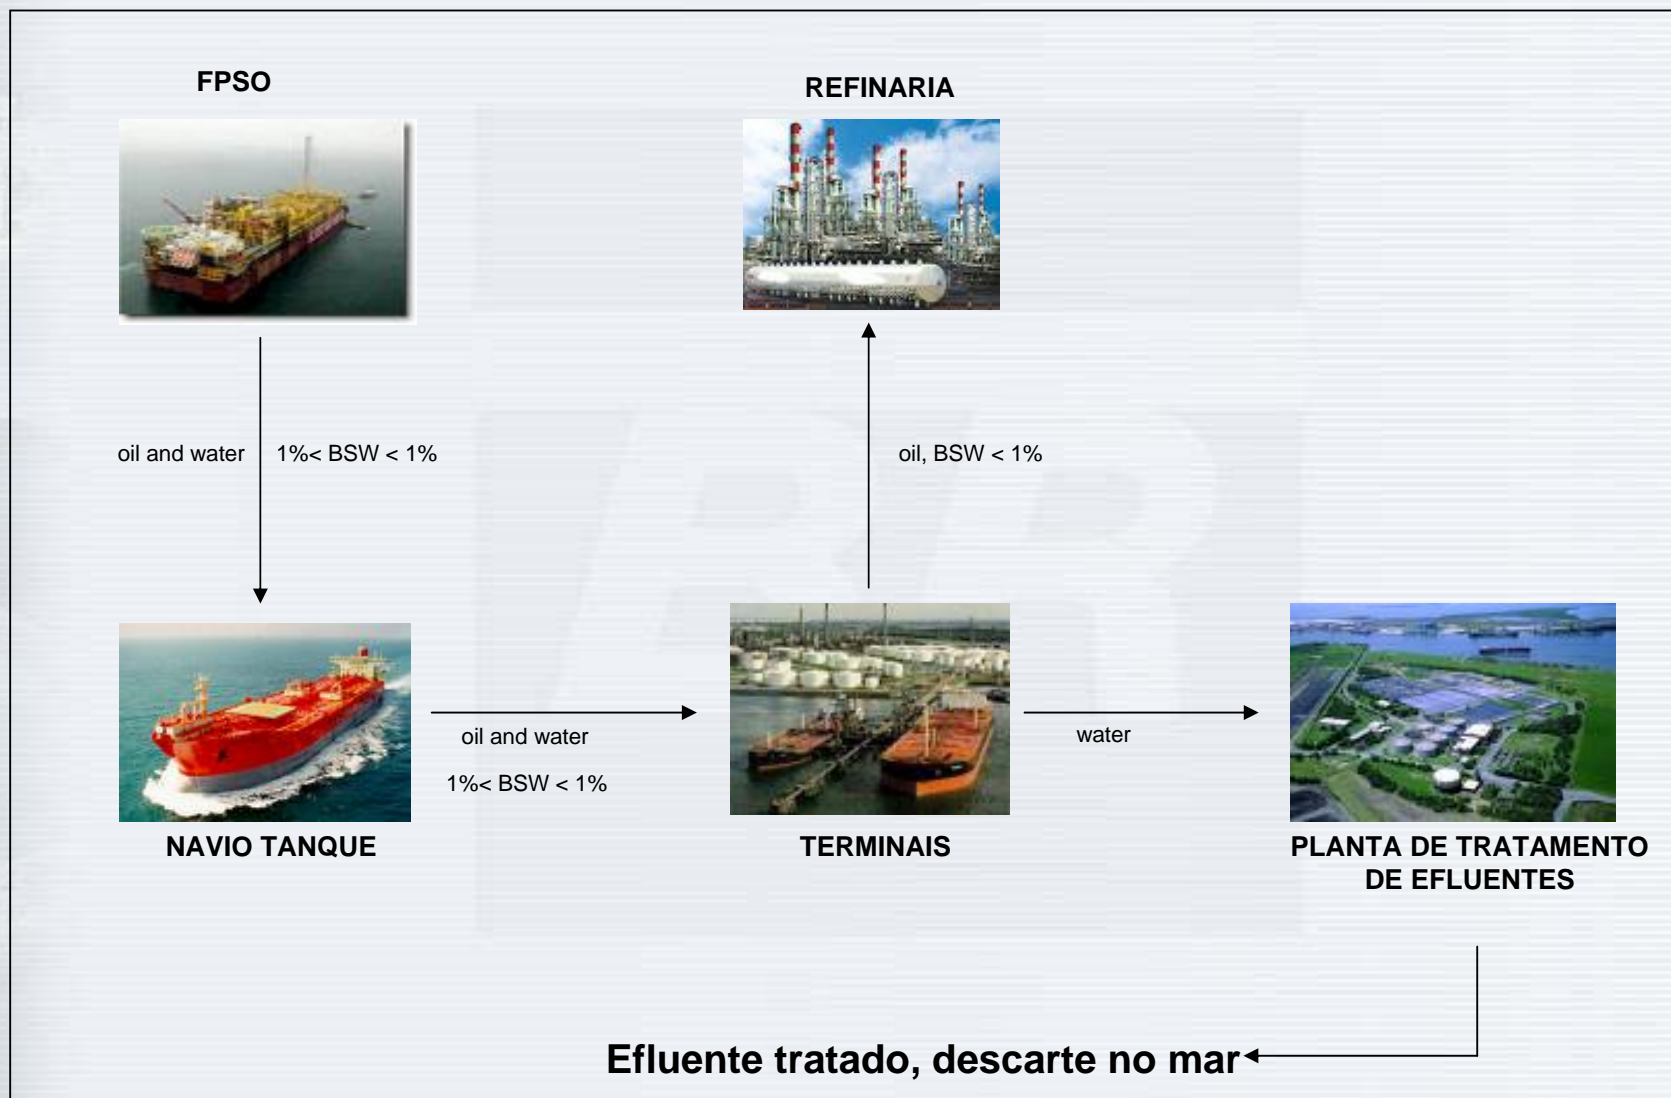 FPSO
REFINARIA
oil and water
1%< BSW < 1%
oil, BSW < 1%
oil and water
1%< BSW < 1%
water
NAVIO TANQUE
TERMINAIS
PLANTA DE TRATAMENTO
DE EFLUENTES
Efluente tratado, descarte no mar
BR